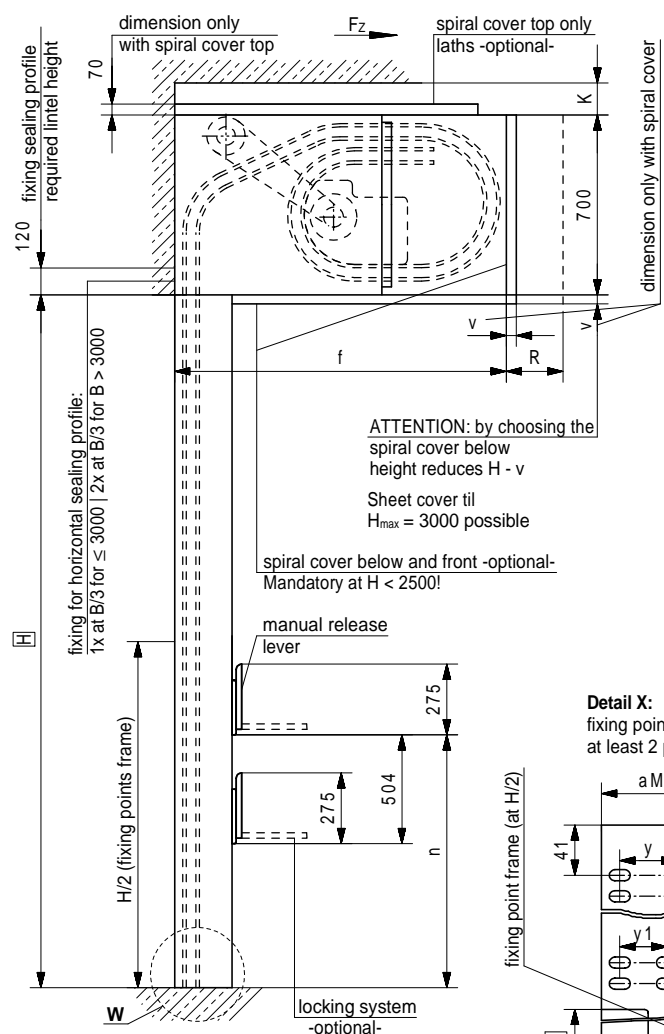 dimension only
with spiral cover top
Fz
spiral cover top only
laths -optional-
70
K
fixing sealing profile
required lintel height
120
700
dimension only with spiral cover
v
v
f
R
ATTENTION: by choosing the
spiral cover below
height reduces H - v
Sheet cover til
Hmax = 3000 possible
fixing for horizontal sealing profile:
1x at B/3 for ≤ 3000 | 2x at B/3 for B > 3000
spiral cover below and front -optional-
Mandatory at H < 2500!
H
manual release
lever
275
H/2 (fixing points frame)
504
275
n
W
locking system
-optional-
Detail X:
fixing poin
at least 2 p
a M
fixing point frame (at H/2)
41
y
y1